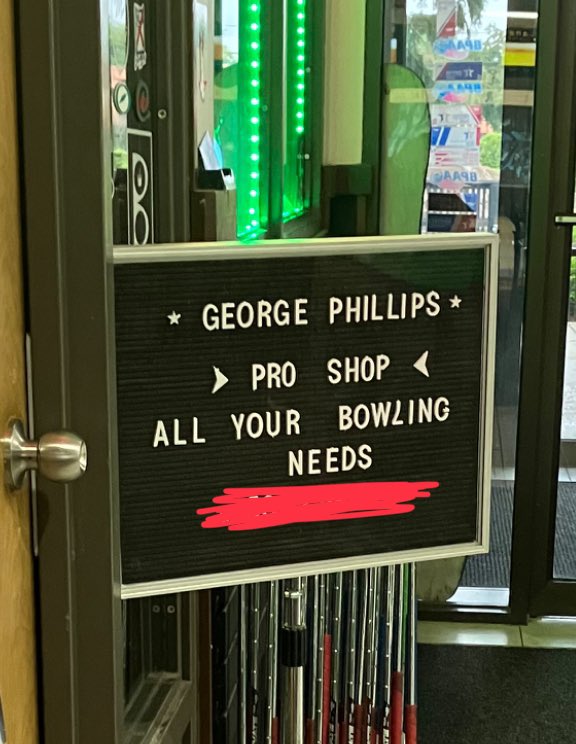 * GEORGE PHILLIPS *
PRO SHOP
ALL YOUR BOWLING
NEEDS